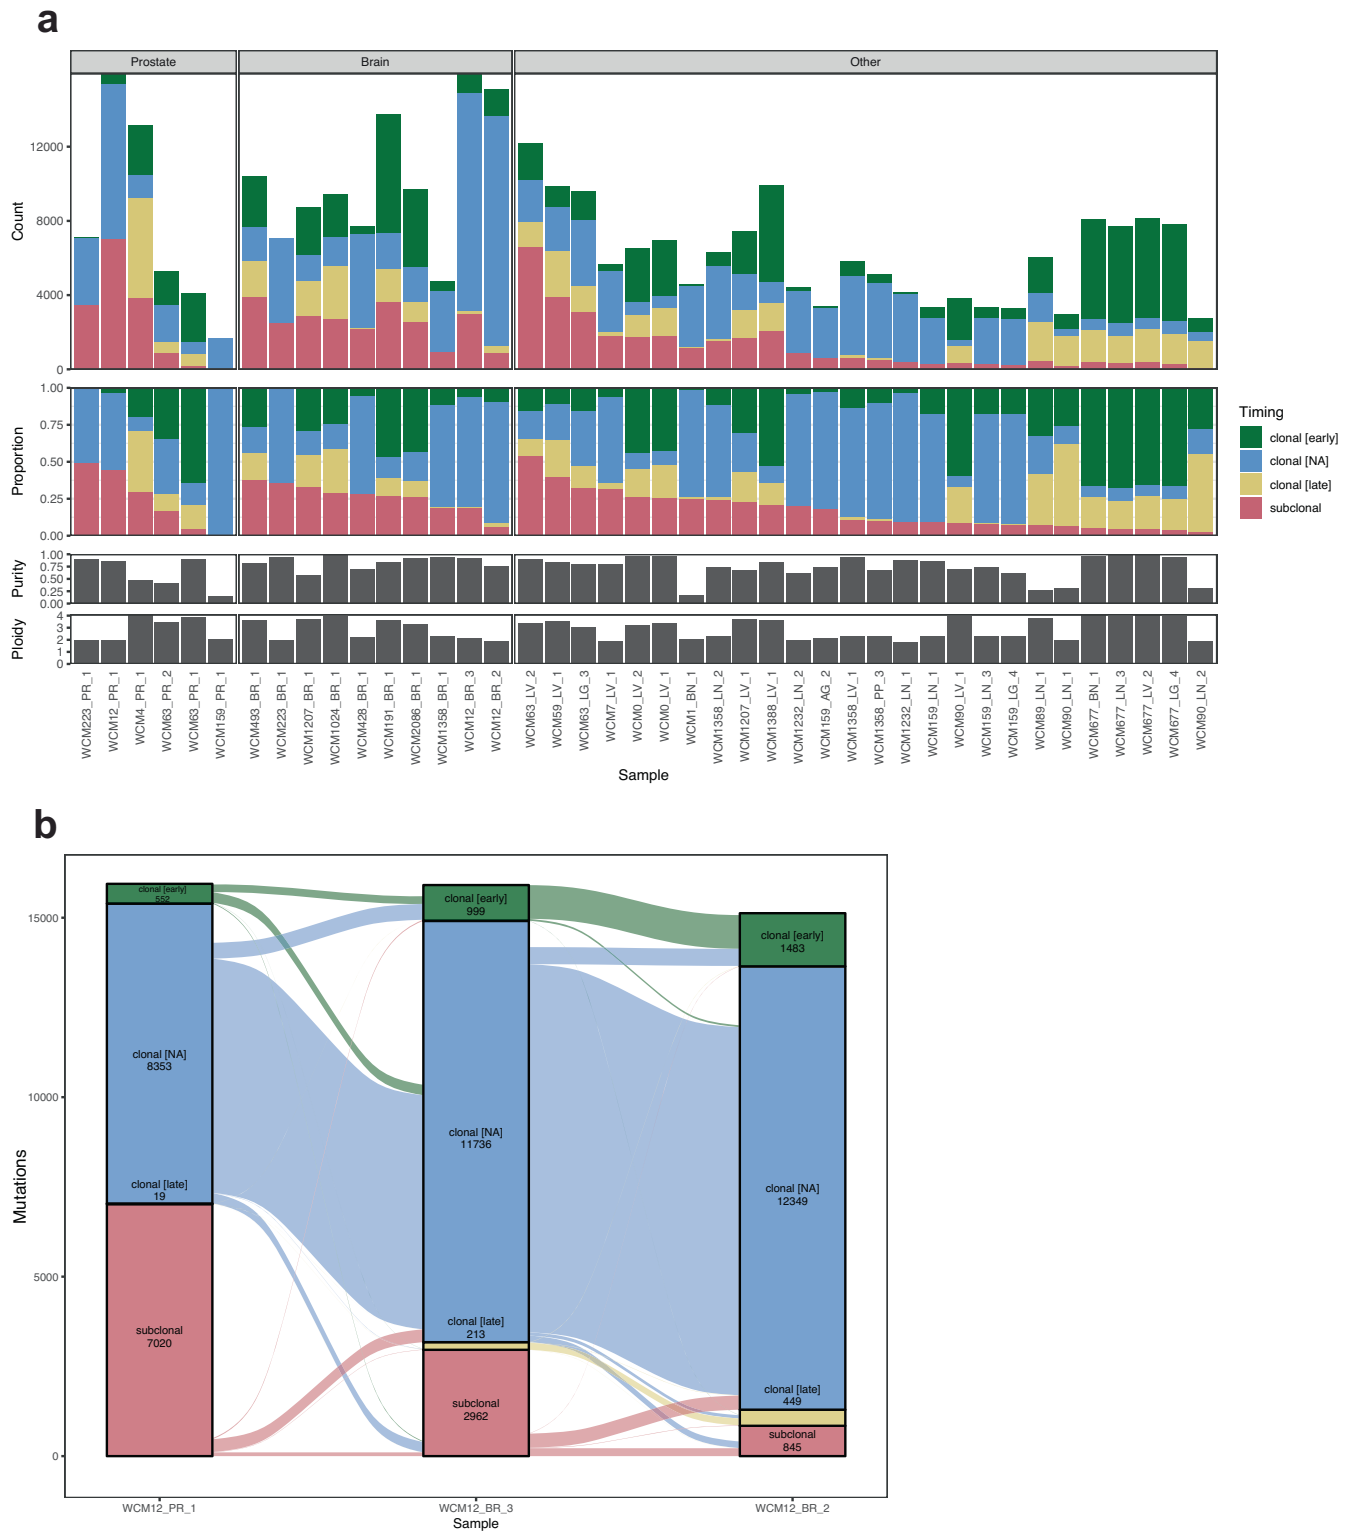 a
Prostate
Brain
Other
Count
12000
8000
4000
0
Proportion
1.00
0.75
0.50
0.25
0.00
Purity
1.00
0.75
0.50
0.25
0.00
Ploidy
4
3
2
1
0
WCM223_PR_1
WCM12_PR_1
WCM4_PR_1
WCM63_PR_2
WCM63_PR_1
WCM159_PR_1
WCM493_BR_1
WCM223_BR_1
WCM1207_BR_1
WCM1024_BR_1
WCM428_BR_1
WCM191_BR_1
WCM2086_BR_1
WCM1358_BR_1
WCM12_BR_3
WCM12_BR_2
WCM63_LV_2
WCM59_LV_1
WCM63_LG_3
WCM7_LV_1
WCM0_LV_2
WCM0_LV_1
WCM1_BN_1
WCM1358_LN_2
WCM1207_LV_1
WCM1388_LV_1
WCM1232_LN_2
WCM159_AG_2
WCM1358_LV_1
WCM1358_PP_3
WCM1232_LN_1
WCM159_LN_1
WCM90_LV_1
WCM159_LN_3
WCM159_LG_4
WCM89_LN_1
WCM90_LN_1
WCM677_BN_1
WCM677_LN_3
WCM677_LV_2
WCM677_LG_4
WCM90_LN_2
Sample
Timing
clonal [early]
clonal [NA]
clonal [late]
subclonal
b
Mutations
15000
10000
5000
0
clonal [early]
552
clonal [NA]
8353
clonal [late]
19
subclonal
7020
clonal [early]
999
clonal [NA]
11736
clonal [late]
213
subclonal
2962
clonal [early]
1483
clonal [NA]
12349
clonal [late]
449
subclonal
845
WCM12_PR_1
WCM12_BR_3
WCM12_BR_2
Sample